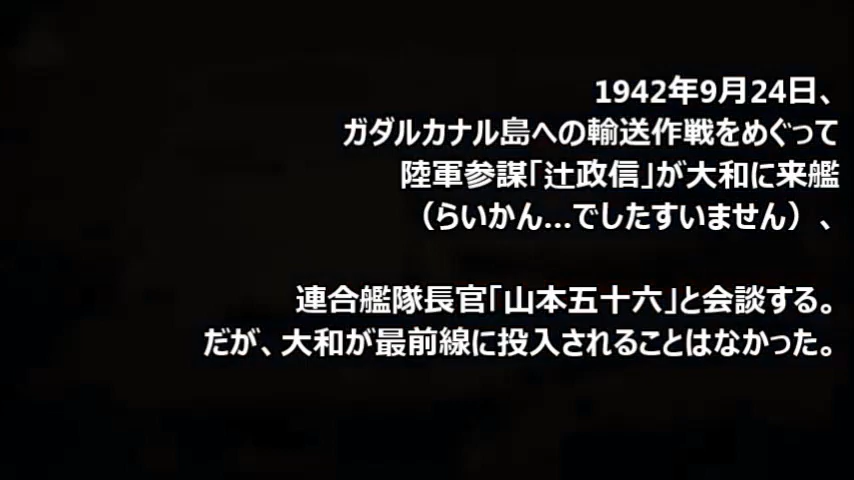 1942年9月24日、
ガダルカナル島への輸送作戦をめぐって
陸軍参謀｢辻政信｣が大和に来艦
（らいかん...でしたすいません）、
連合艦隊長官｢山本五十六｣と会談する。
だが、大和が最前線に投入されることはなかった。